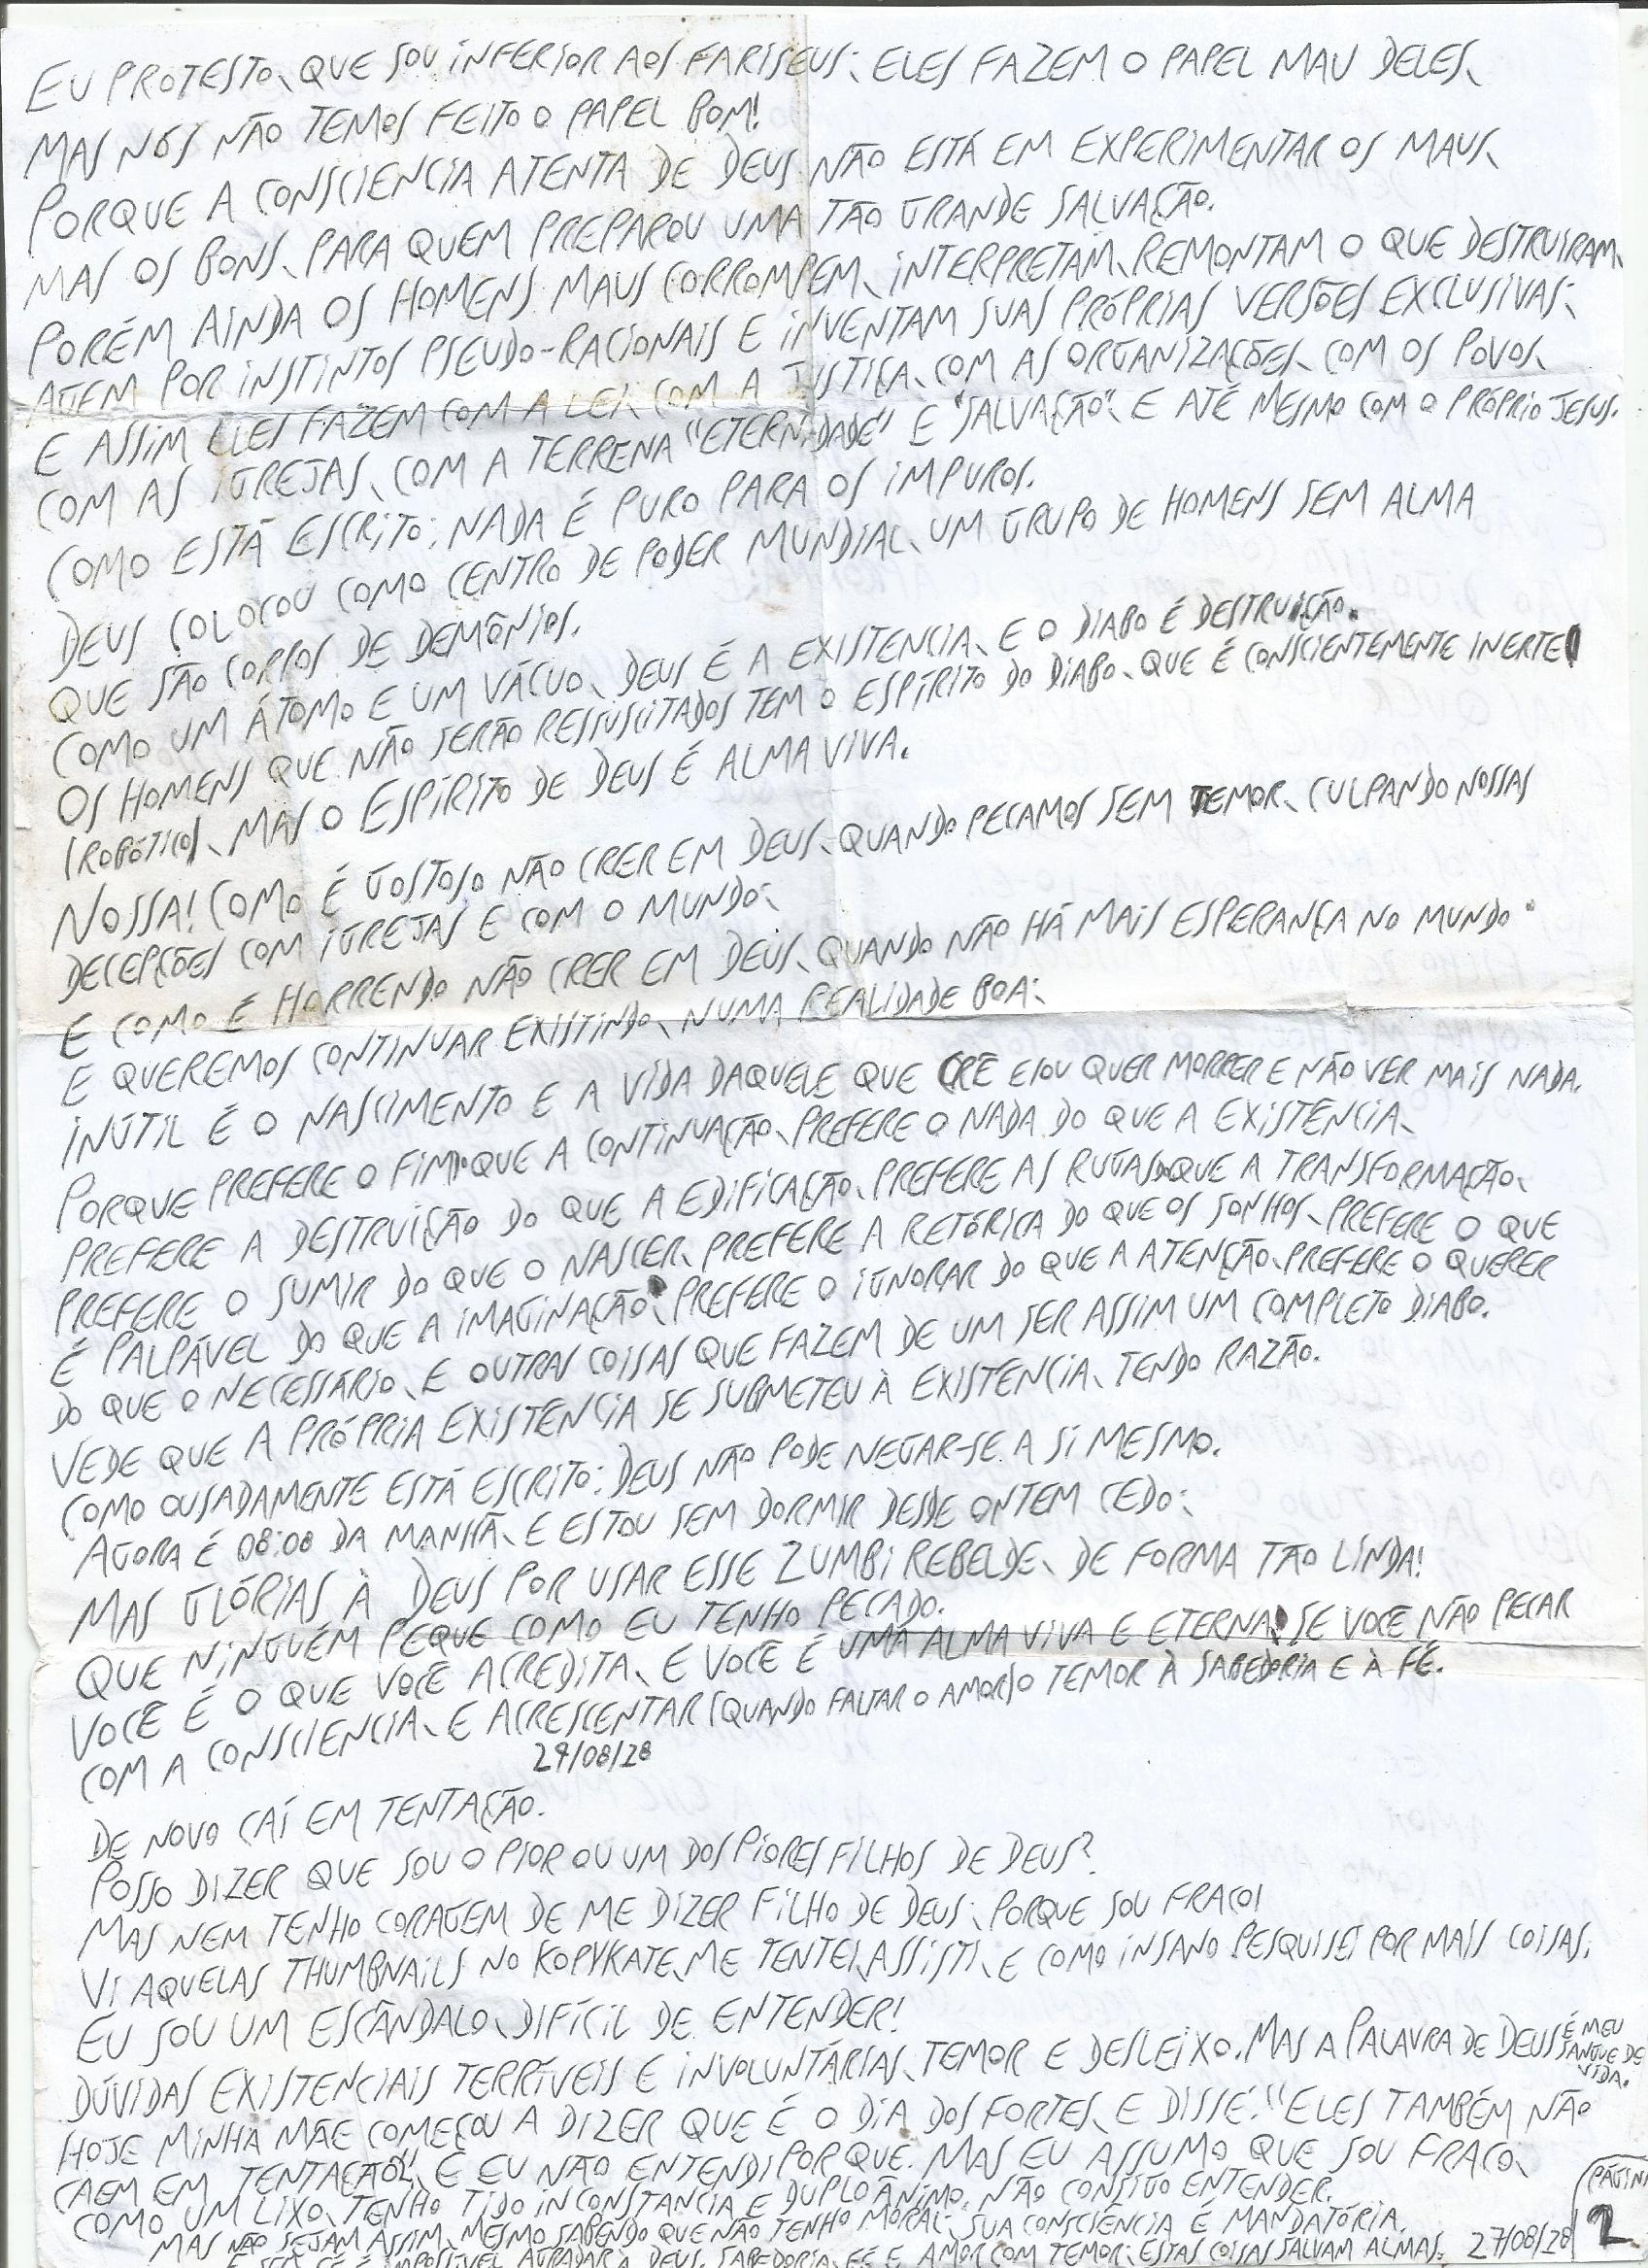 EU PROTESTO, QUE SOU INFERIOR AOS FARISEUS; ELES FAZEM O PAPEL MAU DELES,
MAS NÓS NÃO TEMOS FEITO O PAPEL BOM!
PORQUE A CONSCIENCIA ATENTA DE DEUS NÃO ESTÁ EM EXPERIMENTAR OS MAUS,
MAS OS BONS, PARA QUEM PREPAROU UMA TÃO GRANDE SALVAÇÃO.
PORÉM AINDA OS HOMENS MAUS CORROMPEM, INTERPRETAM, REMONTAM O QUE DESTRUIRAM,
AGEM POR INSTINTOS PSEUDO-RACIONAIS E INVENTAM SUAS PRÓPRIAS VERSÕES EXCLUSIVAS;
E ASSIM ELES FAZEM COM A LEI, COM A JUSTIÇA, COM AS ORGANIZAÇÕES, COM OS POVOS,
COM AS IGREJAS, COM A TERRENA "ETERNIDADE" E "SALVAÇÃO", E ATÉ MESMO COM O PRÓPRIO JESUS.
COMO ESTÁ ESCRITO: NADA É PURO PARA OS IMPUROS.
DEUS COLOCOU COMO CENTRO DE PODER MUNDIAL, UM GRUPO DE HOMENS SEM ALMA
QUE SÃO CORPOS DE DEMÔNIOS.
COMO UM ÁTOMO E UM VÁCUO, DEUS É A EXISTENCIA, E O DIABO É DESTRUIÇÃO.
OS HOMENS QUE NÃO SERÃO RESSUSCITADOS TEM O ESPÍRITO DO DIABO, QUE É CONSCIENTEMENTE INERTE
(ROBÓTICO), MAS O ESPÍRITO DE DEUS É ALMA VIVA.
NOSSA! COMO É GOSTOSO NÃO CRER EM DEUS, QUANDO PECAMOS SEM TEMOR, CULPANDO NOSSAS
DECEPÇÕES COM IGREJAS E COM O MUNDO;
E COMO É HORRENDO NÃO CRER EM DEUS, QUANDO NÃO HÁ MAIS ESPERANÇA NO MUNDO
E QUEREMOS CONTINUAR EXISTINDO, NUMA REALIDADE BOA;
INÚTIL É O NASCIMENTO E A VIDA DAQUELE QUE CRÊ E/OU QUER MORRER E NÃO VER MAIS NADA.
PORQUE PREFERE O FIM DO QUE A CONTINUAÇÃO, PREFERE O NADA DO QUE A EXISTÊNCIA,
PREFERE A DESTRUIÇÃO DO QUE A EDIFICAÇÃO, PREFERE AS RUGAS DO QUE A TRANSFORMAÇÃO,
PREFERE O SUMIR DO QUE O NASCER, PREFERE A RETÓRICA DO QUE OS SONHOS, PREFERE O QUE
É PALPÁVEL DO QUE A IMAGINAÇÃO, PREFERE O IGNORAR DO QUE A ATENÇÃO, PREFERE O QUERER
DO QUE O NECESSÁRIO, E OUTRAS COISAS QUE FAZEM DE UM SER ASSIM UM COMPLETO DIABO.
VEDE QUE A PRÓPRIA EXISTENCIA SE SUBMETEU À EXISTENCIA, TENDO RAZÃO.
COMO OUSADAMENTE ESTÁ ESCRITO: DEUS NÃO PODE NEGAR-SE A SI MESMO.
AGORA É 08:08 DA MANHÃ, E ESTOU SEM DORMIR DESDE ONTEM CEDO;
MAS GLÓRIAS À DEUS POR USAR ESSE ZUMBI REBELDE, DE FORMA TÃO LINDA!
QUE NINGUÉM PEQUE COMO EU TENHO PECADO.
VOCÊ É O QUE VOCÊ ACREDITA, E VOCÊ É UMA ALMA VIVA E ETERNA, SE VOCÊ NÃO PECAR
COM A CONSCIENCIA, E ACRESCENTAR (QUANDO FALTAR O AMOR) O TEMOR À SABEDORIA E À FÉ.
29/08/28
DE NOVO CAÍ EM TENTAÇÃO.
POSSO DIZER QUE SOU O PIOR OU UM DOS PIORES FILHOS DE DEUS?
MAS NEM TENHO CORAGEM DE ME DIZER FILHO DE DEUS; PORQUE SOU FRACO!
VI AQUELAS THUMBNAILS NO KOPYKATE, ME TENTEI, ASSISTI, E COMO INSANO PESQUISEI POR MAIS COISAS.
EU SOU UM ESCÂNDALO, DIFÍCIL DE ENTENDER!
DÚVIDAS EXISTENCIAIS TERRÍVEIS E INVOLUNTÁRIAS, TEMOR E DESLEIXO. MAS A PALAVRA DE DEUS É MEU SANGUE DE VIDA.
HOJE MINHA MÃE COMEÇOU A DIZER QUE É O DIA DOS FORTES, E DISSE: "ELES TAMBÉM NÃO
CAEM EM TENTAÇÃO", E EU NÃO ENTENDI PORQUE. MAS EU ASSUMO QUE SOU FRACO,
COMO UM LIXO, TENHO TIDO INCONSTANCIA E DUPLO ÂNIMO. NÃO CONSIGO ENTENDER.
MAS NÃO SEJAM ASSIM, MESMO SABENDO QUE NÃO TENHO MORAL; SUA CONSCIÊNCIA É MANDATÓRIA.
E SEM FÉ É IMPOSSÍVEL AGRADAR A DEUS. SABEDORIA, FÉ E AMOR COM TEMOR; ESTAS COISAS SALVAM ALMAS. 27/08/28
PÁGINA
2